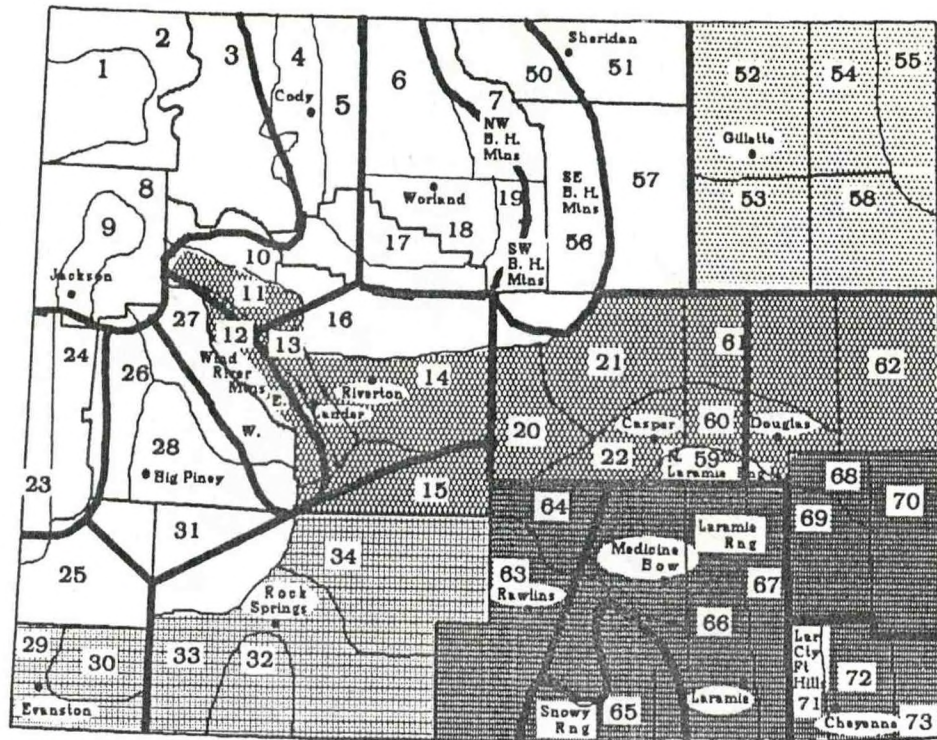 1
2
3
4
Cody
5
6
7
NW
B. H.
Mtns
50
Sheridan
51
52
54
55
Gillette
53
58
8
9
Jackson
10
11
Worland
17
18
19
SW
B. H.
Mtns
SE
B. H.
Mtns
56
57
27
12
13
16
Wind
River
Mtns
E.
W.
14
Riverton
Lander
15
24
26
28
Big Piney
23
25
31
21
61
62
20
Casper
60
Douglas
22
N.
59
Laramie Rng
64
Laramie
Rng
Medicine
Bow
63
Rawlins
67
66
68
69
70
34
Rock
Springs
29
30
33
32
Evanston
Snowy
Rng
65
Laramie
Lar
Cty
Ft
Hills
71
72
Cheyenne
73